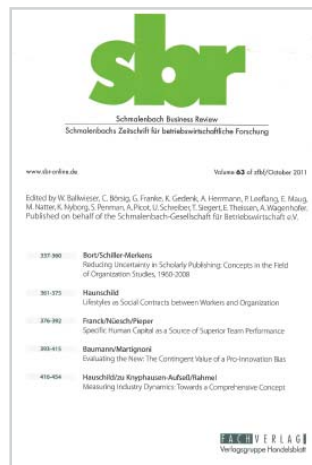 sbr
Schmalenbach Business Review
Schmalenbachs Zeitschrift für betriebswirtschaftliche Forschung
www.sbr-online.de Volume 63 of zfbf/October 2011
Edited by W. Ballwieser, C. Börsig, G. Franke, K. Gedenk, A. Herrmann, P. Leeflang, E. Maug,
M. Natter, K. Nyborg, S. Penman, A. Picot, U. Schreiber, T. Siegert, E. Theissen, A. Wagenhofer.
Published on behalf of the Schmalenbach-Gesellschaft für Betriebswirtschaft e.V.
337-360 Bort/Schiller-Merkens
Reducing Uncertainty in Scholarly Publishing: Concepts in the Field
of Organization Studies, 1960-2008
361-375 Haunschild
Lifestyles as Social Contracts between Workers and Organization
376-392 Franck/Nüesch/Pieper
Specific Human Capital as a Source of Superior Team Performance
393-415 Baumann/Martignoni
Evaluating the New: The Contingent Value of a Pro-Innovation Bias
416-454 Hauschild/zu Knyphausen-Aufseß/Rahmel
Measuring Industry Dynamics: Towards a Comprehensive Concept
FACHVERLAG
Verlagsgruppe Handelsblatt